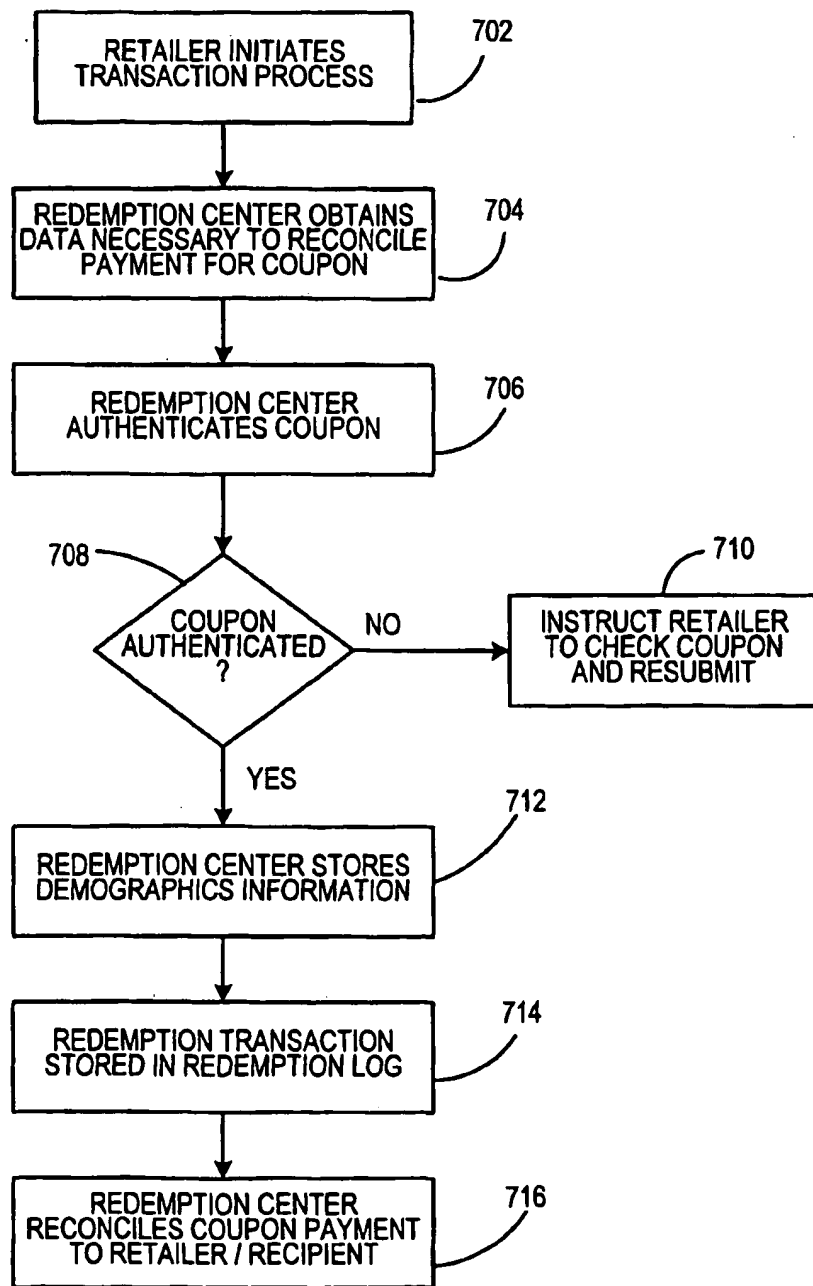 RETAILER INITIATES
TRANSACTION PROCESS
702
REDEMPTION CENTER OBTAINS
DATA NECESSARY TO RECONCILE
PAYMENT FOR COUPON
704
REDEMPTION CENTER
AUTHENTICATES COUPON
706
708
COUPON
AUTHENTICATED
?
NO
710
INSTRUCT RETAILER
TO CHECK COUPON
AND RESUBMIT
YES
712
REDEMPTION CENTER STORES
DEMOGRAPHICS INFORMATION
714
REDEMPTION TRANSACTION
STORED IN REDEMPTION LOG
REDEMPTION CENTER
RECONCILES COUPON PAYMENT
TO RETAILER / RECIPIENT
716